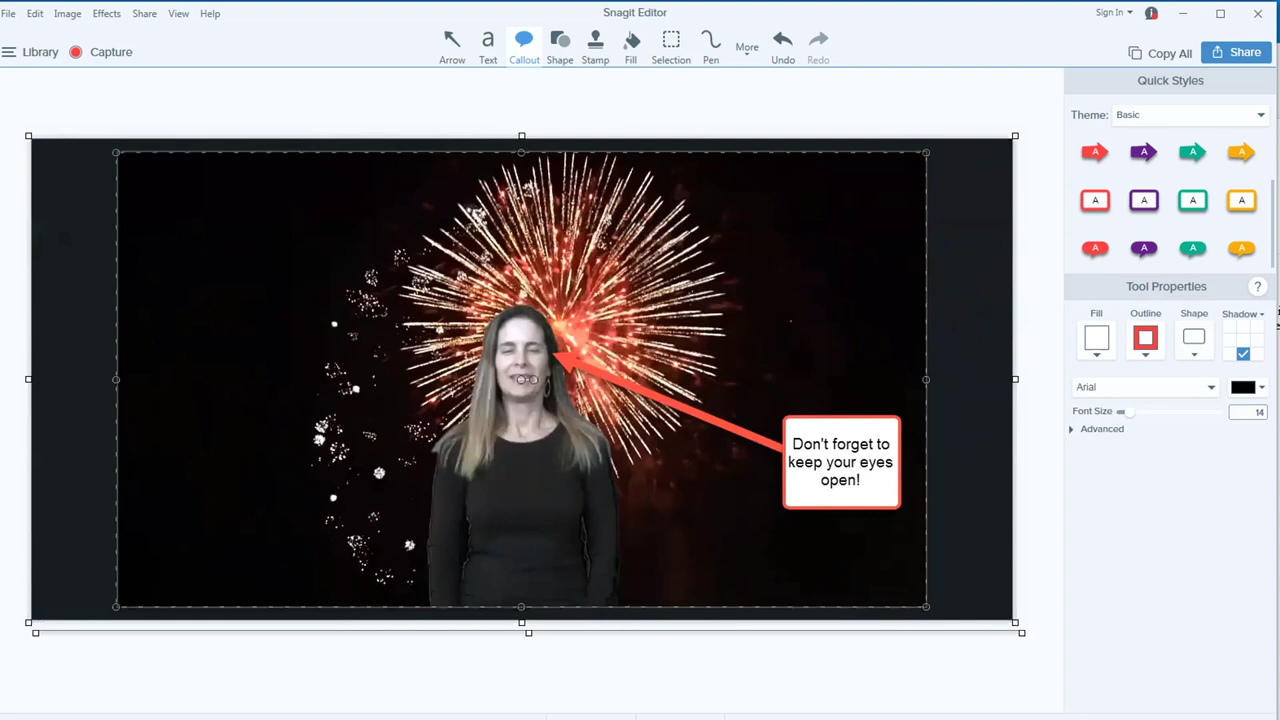 Snagit Editor
File Edit Image Effects Share View Help
Sign In
Library Capture
Arrow Text Callout Shape Stamp Fill Selection Pen More Undo Redo
Copy All Share
Quick Styles
Theme: Basic
A A A A
A A A A
A A A A
Tool Properties ?
Fill Outline Shape Shadow
Arial
Font Size 14
Advanced
Don't forget to
keep your eyes
open!